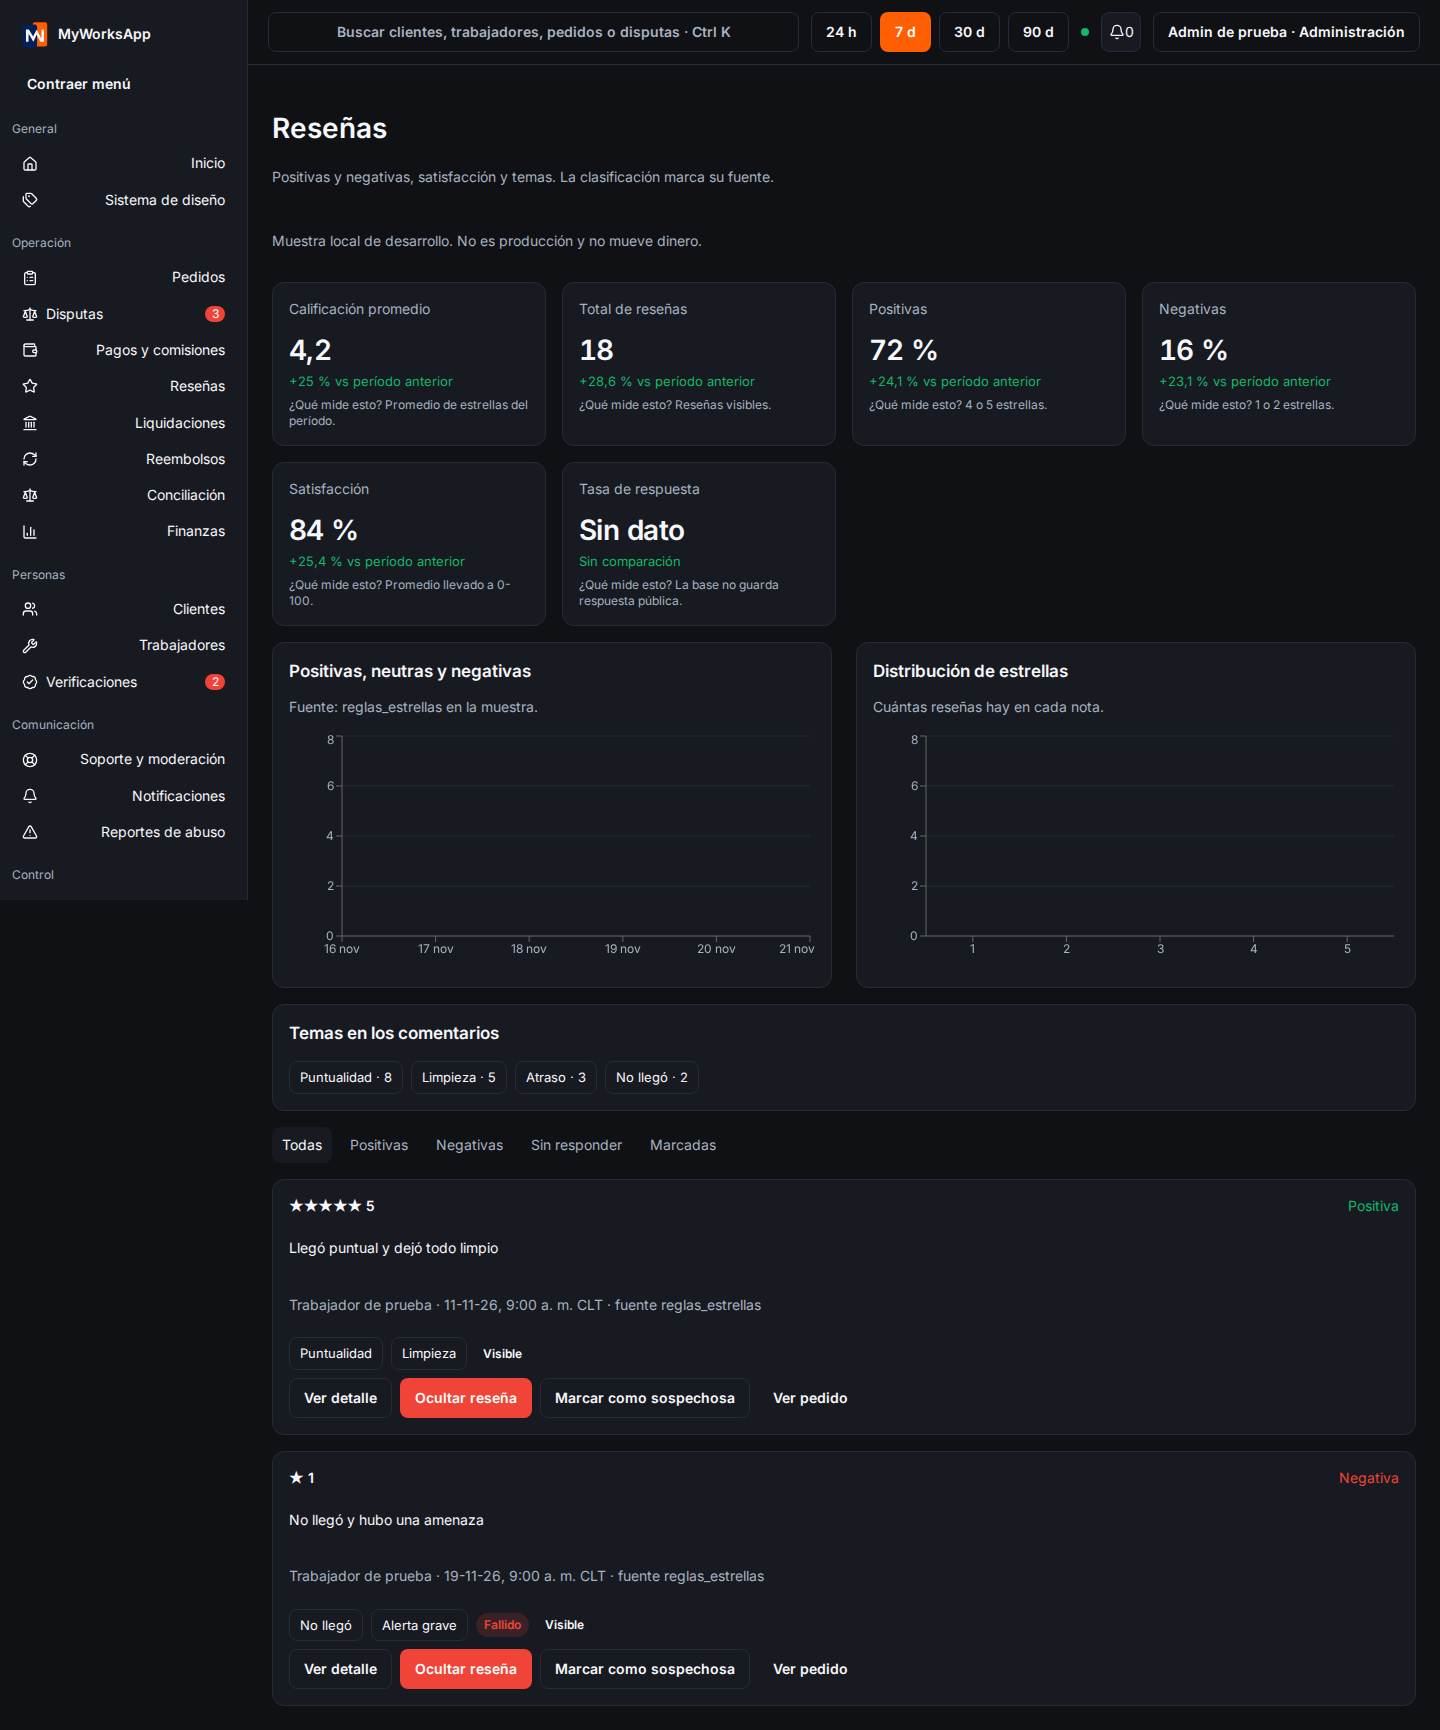 MyWorksApp
Contraer menú
General
Inicio
Sistema de diseño
Operación
Pedidos
Disputas 3
Pagos y comisiones
Reseñas
Liquidaciones
Reembolsos
Conciliación
Finanzas
Personas
Clientes
Trabajadores
Verificaciones 2
Comunicación
Soporte y moderación
Notificaciones
Reportes de abuso
Control
Buscar clientes, trabajadores, pedidos o disputas · Ctrl K
24 h
7 d
30 d
90 d
0
Admin de prueba · Administración
Reseñas
Positivas y negativas, satisfacción y temas. La clasificación marca su fuente.
Muestra local de desarrollo. No es producción y no mueve dinero.
Calificación promedio
4,2
+25 % vs período anterior
¿Qué mide esto? Promedio de estrellas del
período.
Total de reseñas
18
+28,6 % vs período anterior
¿Qué mide esto? Reseñas visibles.
Positivas
72 %
+24,1 % vs período anterior
¿Qué mide esto? 4 o 5 estrellas.
Negativas
16 %
+23,1 % vs período anterior
¿Qué mide esto? 1 o 2 estrellas.
Satisfacción
84 %
+25,4 % vs período anterior
¿Qué mide esto? Promedio llevado a 0-
100.
Tasa de respuesta
Sin dato
Sin comparación
¿Qué mide esto? La base no guarda
respuesta pública.
Positivas, neutras y negativas
Fuente: reglas_estrellas en la muestra.
8
6
4
2
0
16 nov 17 nov 18 nov 19 nov 20 nov 21 nov
Distribución de estrellas
Cuántas reseñas hay en cada nota.
8
6
4
2
0
1 2 3 4 5
Temas en los comentarios
Puntualidad · 8
Limpieza · 5
Atraso · 3
No llegó · 2
Todas
Positivas
Negativas
Sin responder
Marcadas
★★★★★ 5
Positiva
Llegó puntual y dejó todo limpio
Trabajador de prueba · 11-11-26, 9:00 a. m. CLT · fuente reglas_estrellas
Puntualidad
Limpieza
Visible
Ver detalle
Ocultar reseña
Marcar como sospechosa
Ver pedido
★ 1
Negativa
No llegó y hubo una amenaza
Trabajador de prueba · 19-11-26, 9:00 a. m. CLT · fuente reglas_estrellas
No llegó
Alerta grave
Fallido
Visible
Ver detalle
Ocultar reseña
Marcar como sospechosa
Ver pedido